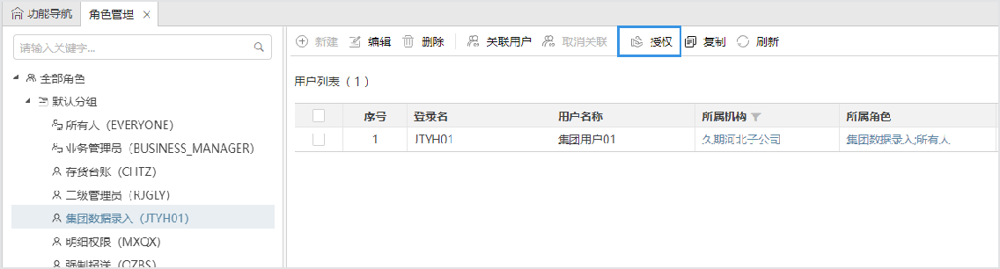 功能导航 角色管理 ×
请输入关键字...
新建 编辑 删除 关联用户 取消关联 授权 复制 刷新
全部角色
默认分组
所有人（EVERYONE）
业务管理员（BUSINESS_MANAGER）
存货台账（CHTZ）
二级管理员（RJGLY）
集团数据录入（JTYH01）
明细权限（MXQX）
强制报送（QZBS）
用户列表（1）
序号 登录名 用户名称 所属机构 所属角色
1 JTYH01 集团用户01 久期河北子公司 集团数据录入;所有人